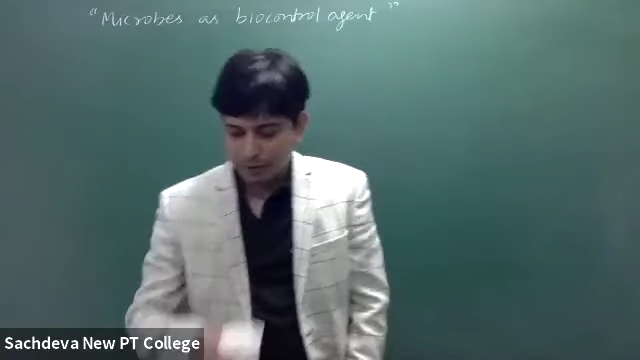 "Microbes as biocontrol agent"
Sachdeva New PT College